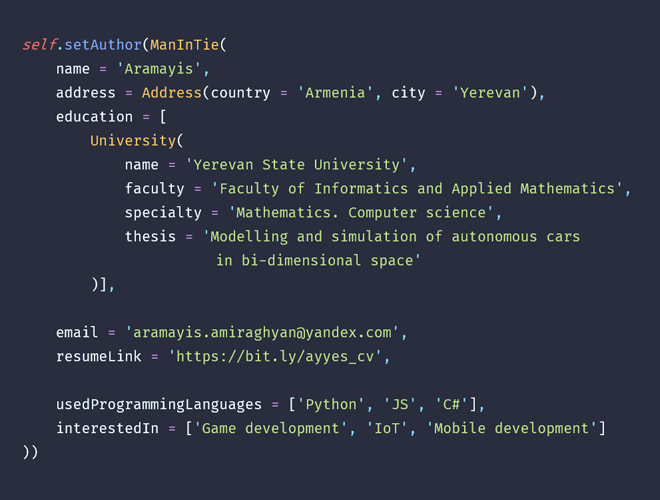 self.setAuthor(ManInTie(
    name = 'Aramayis',
    address = Address(country = 'Armenia', city = 'Yerevan'),
    education = [
        University(
            name = 'Yerevan State University',
            faculty = 'Faculty of Informatics and Applied Mathematics',
            specialty = 'Mathematics. Computer science',
            thesis = 'Modelling and simulation of autonomous cars
                      in bi-dimensional space'
        )],
    email = 'aramayis.amiraghyan@yandex.com',
    resumeLink = 'https://bit.ly/ayyes_cv',
    usedProgrammingLanguages = ['Python', 'JS', 'C#'],
    interestedIn = ['Game development', 'IoT', 'Mobile development']
))